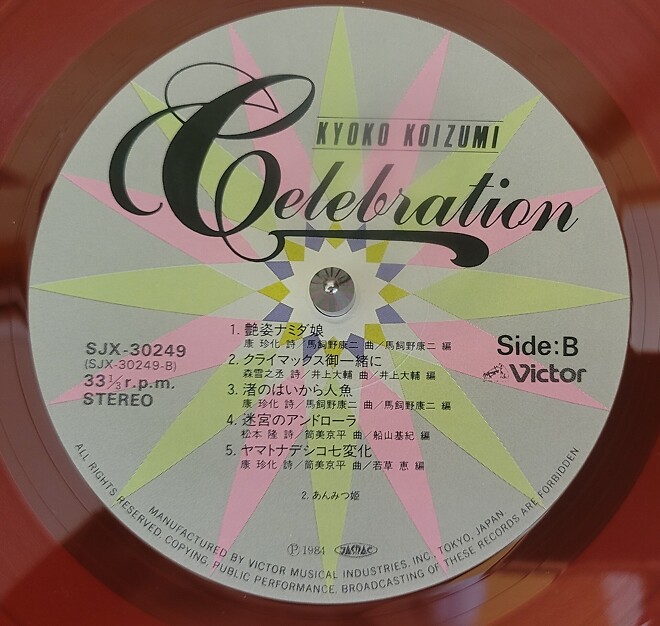 KYOKO KOIZUMI
Celebration
SJX-30249
(SJX-30249-B)
33 1/3 r.p.m.
STEREO
1. 艶姿ナミダ娘
康 珍化 詩/馬飼野康二 曲/馬飼野康二 編
2. クライマックス御一緒に
森雪之丞 詩/井上大輔 曲/井上大輔 編
3. 渚のはいから人魚
康 珍化 詩/馬飼野康二 曲/馬飼野康二 編
4. 迷宮のアンドローラ
松本 隆 詩/筒美京平 曲/船山基紀 編
5. ヤマトナデシコ七変化
康 珍化 詩/筒美京平 曲/若草 恵 編
2. あんみつ姫
Side:B
Victor
Ⓟ 1984 JASRAC
ALL RIGHTS RESERVED. COPYING, PUBLIC PERFORMANCE, BROADCASTING OF THESE RECORDS ARE FORBIDDEN
MANUFACTURED BY VICTOR MUSICAL INDUSTRIES, INC., TOKYO, JAPAN.